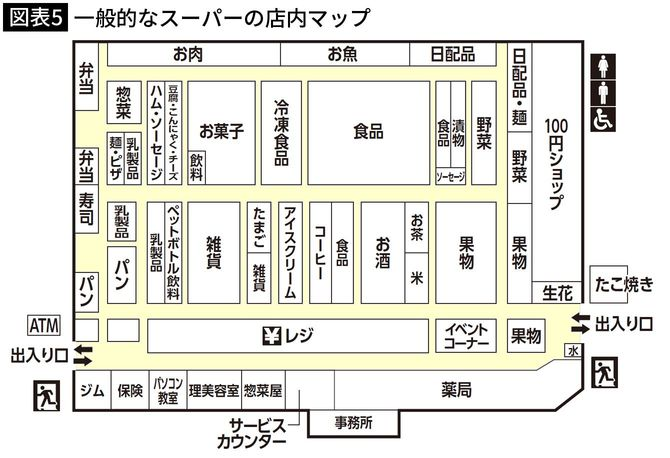 図表5 一般的なスーパーの店内マップ
お肉
お魚
日配品
弁当
惣菜
ハム・ソーセージ
豆腐・こんにゃく・チーズ
お菓子
飲料
冷凍食品
食品
食品
漬物
ソーセージ
野菜
日配品・麺
野菜
100円ショップ
麺・ピザ
乳製品
弁当
寿司
乳製品
パン
乳製品
ペットボトル飲料
雑貨
たまご
雑貨
アイスクリーム
コーヒー
食品
お酒
お茶
米
果物
果物
生花
たこ焼き
パン
ATM
出入り口
¥ レジ
イベント
コーナー
果物
出入り口
水
ジム
保険
パソコン
教室
理美容室
惣菜屋
薬局
サービス
カウンター
事務所